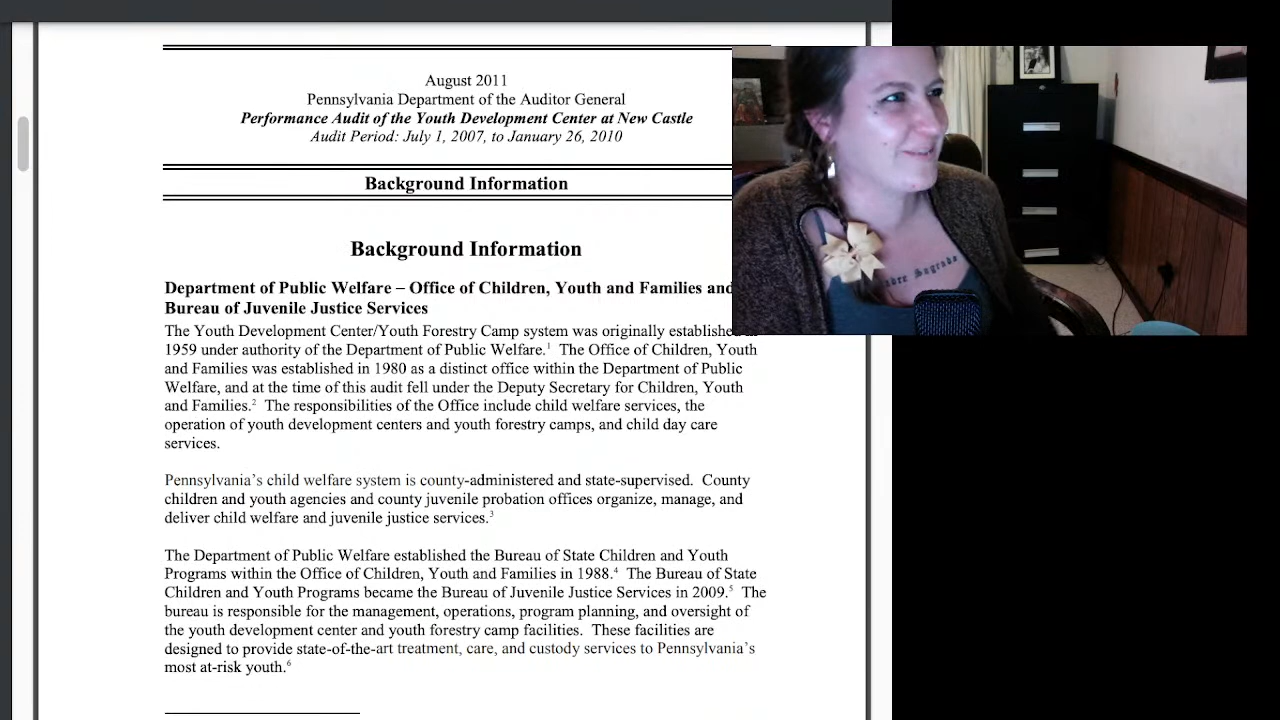 August 2011
Pennsylvania Department of the Auditor General
Performance Audit of the Youth Development Center at New Castle
Audit Period: July 1, 2007, to January 26, 2010
Background Information
Background Information
Department of Public Welfare – Office of Children, Youth and Families and
Bureau of Juvenile Justice Services
The Youth Development Center/Youth Forestry Camp system was originally established
1959 under authority of the Department of Public Welfare.1 The Office of Children, Youth
and Families was established in 1980 as a distinct office within the Department of Public
Welfare, and at the time of this audit fell under the Deputy Secretary for Children, Youth
and Families.2 The responsibilities of the Office include child welfare services, the
operation of youth development centers and youth forestry camps, and child day care
services.
Pennsylvania's child welfare system is county-administered and state-supervised. County
children and youth agencies and county juvenile probation offices organize, manage, and
deliver child welfare and juvenile justice services.3
The Department of Public Welfare established the Bureau of State Children and Youth
Programs within the Office of Children, Youth and Families in 1988.4 The Bureau of State
Children and Youth Programs became the Bureau of Juvenile Justice Services in 2009.5 The
bureau is responsible for the management, operations, program planning, and oversight of
the youth development center and youth forestry camp facilities. These facilities are
designed to provide state-of-the-art treatment, care, and custody services to Pennsylvania's
most at-risk youth.6
Sagrado